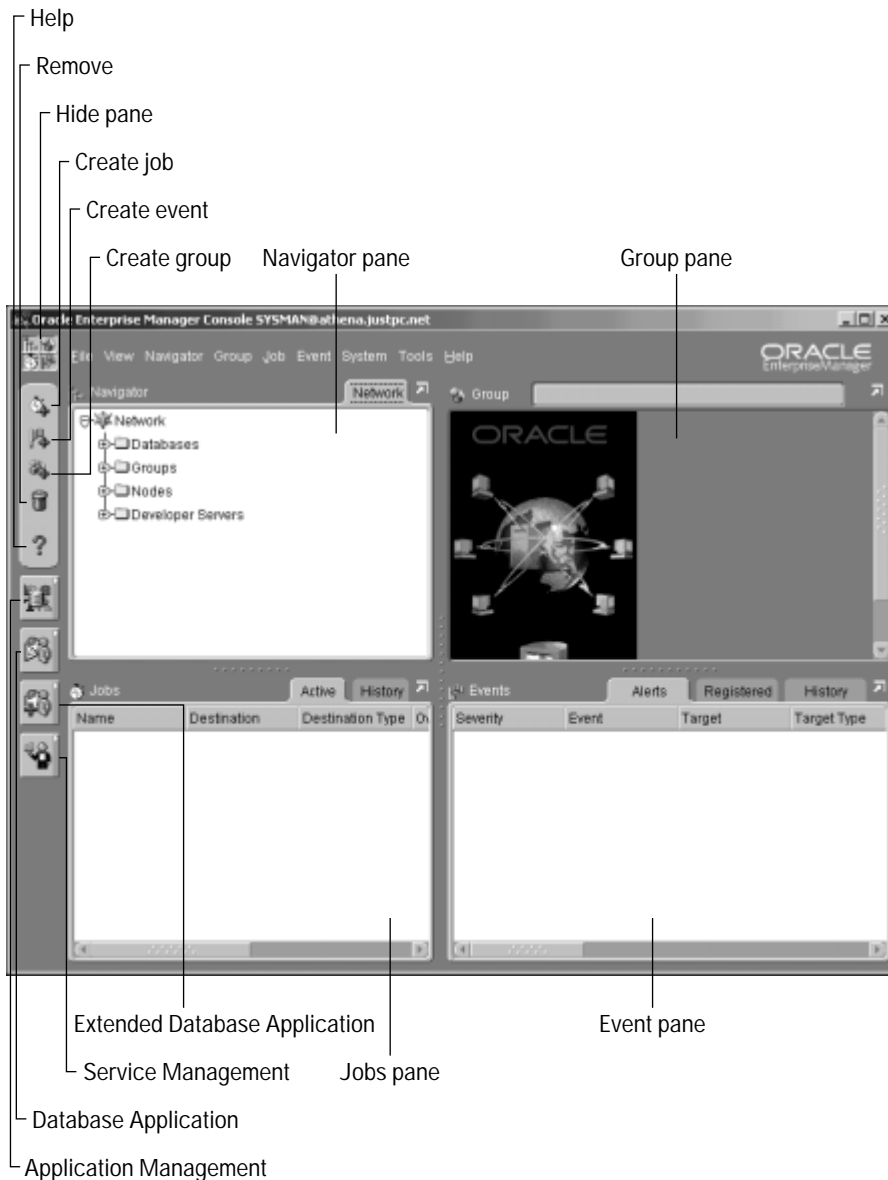 Help
Remove
Hide pane
Create job
Create event
Create group Navigator pane Group pane
Oracle Enterprise Manager Console SYSMAN@athena.justpc.net
File View Navigator Group Job Event System Tools Help
ORACLE
EnterpriseManager
Navigator Network Group
Network
Databases
Groups
Nodes
Developer Servers
ORACLE
?
Jobs Active History Events Alerts Registered History
Name Destination Destination Type Ov Severity Event Target Target Type
Extended Database Application Event pane
Service Management Jobs pane
Database Application
Application Management